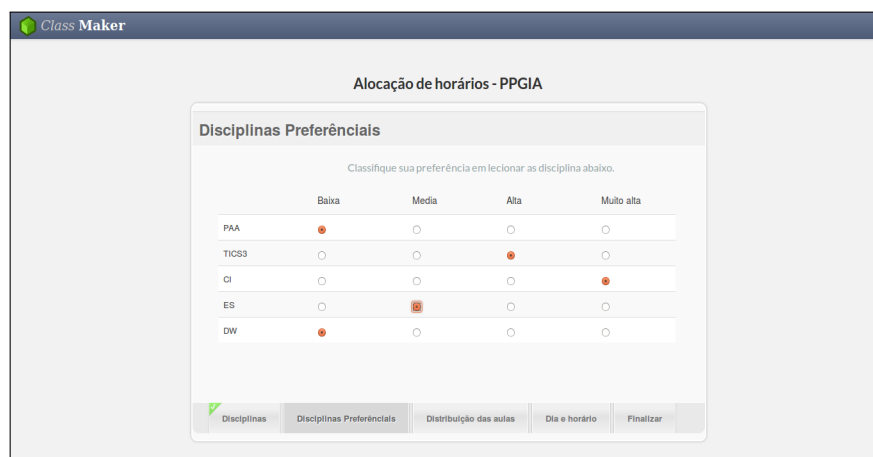 Class Maker
Alocação de horários - PPGIA
Disciplinas Preferênciais
Classifique sua preferência em lecionar as disciplina abaixo.
Baixa Media Alta Muito alta
PAA
TICS3
CI
ES
DW
Disciplinas Disciplinas Preferênciais Distribuição das aulas Dia e horário Finalizar